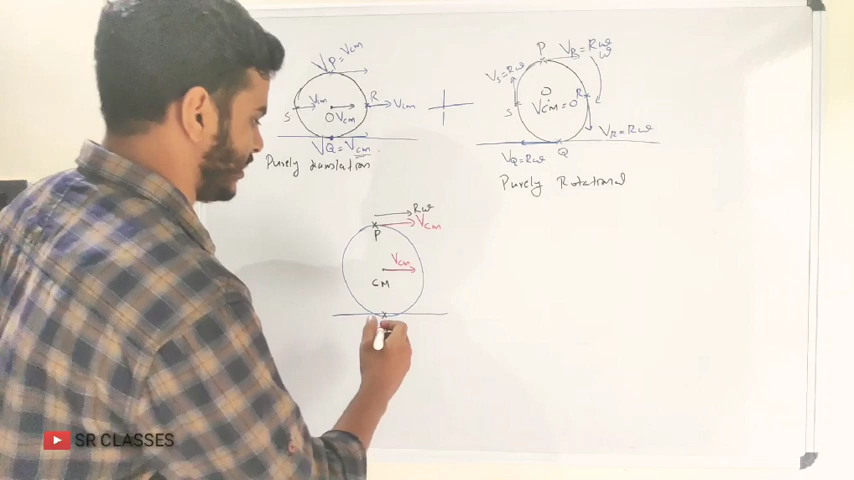 VP = Vcm
S
Vcm
O
Vcm
R
Vcm
VQ = Vcm
Purely translation
+
P
VP = Rω
ω
VS = Rω
S
O
VCM = 0
R
VR = Rω
VQ = Rω
Q
Purely Rotational
Rω
Vcm
P
Vcm
CM
SR CLASSES